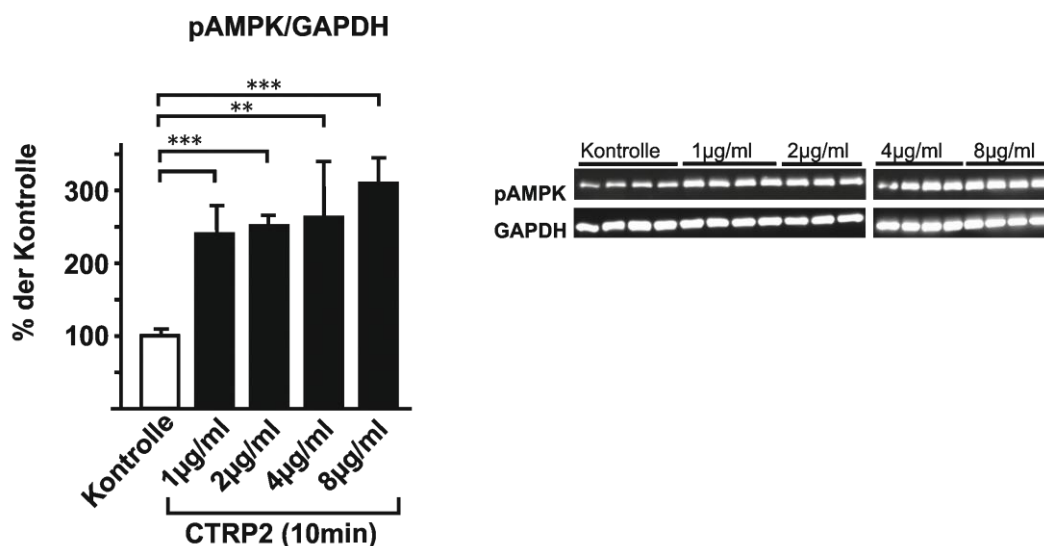 pAMPK/GAPDH
***
**
***
% der Kontrolle
300
200
100
Kontrolle
1µg/ml
2µg/ml
4µg/ml
8µg/ml
CTRP2 (10min)
Kontrolle 1µg/ml 2µg/ml 4µg/ml 8µg/ml
pAMPK
GAPDH